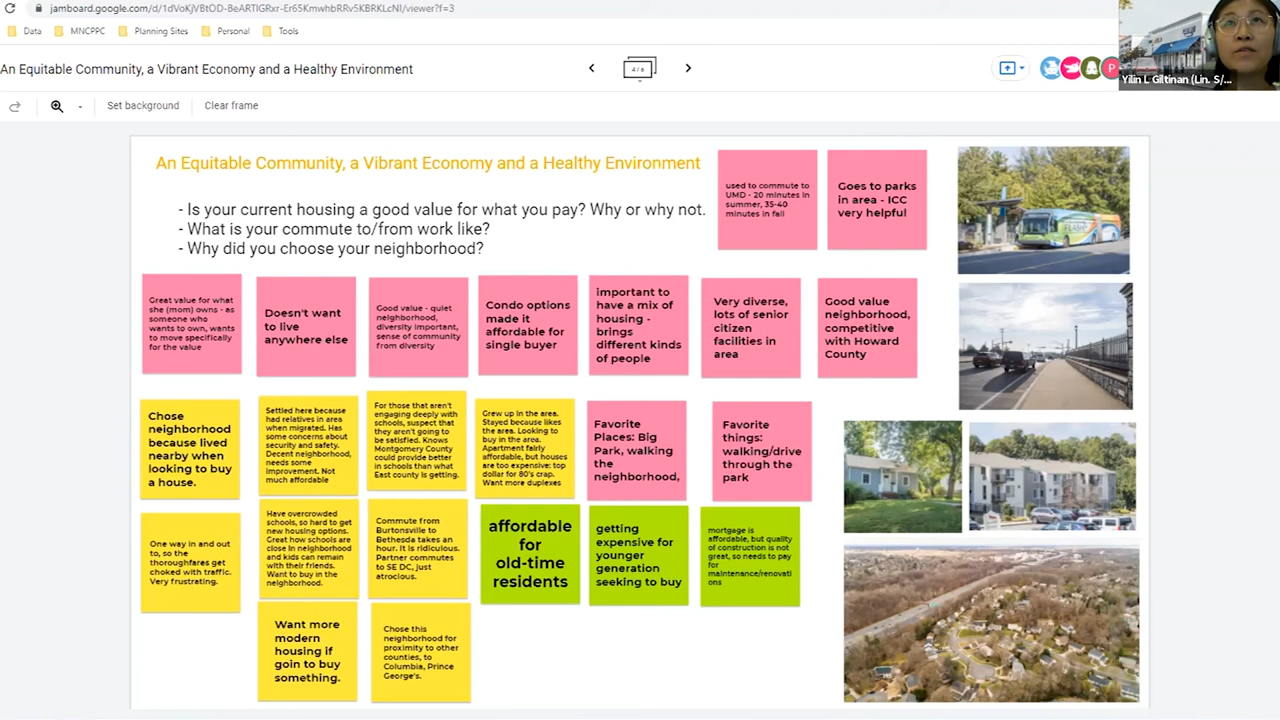 jamboard.google.com/d/1dVoKjVBtOD-BeARTIGRxr-Er65KmwhbRRv5KBRKLcNI/viewer?f=3
Data
MNCPPC
Planning Sites
Personal
Tools
An Equitable Community, a Vibrant Economy and a Healthy Environment
4 / 6
P
Yilin L Giltinan (Lin. S/...
Set background
Clear frame
An Equitable Community, a Vibrant Economy and a Healthy Environment
- Is your current housing a good value for what you pay? Why or why not.
- What is your commute to/from work like?
- Why did you choose your neighborhood?
used to commute to
UMD - 20 minutes in
summer, 35-40
minutes in fall
Goes to parks
in area - ICC
very helpful
FLASH
Great value for what
she (mom) owns - as
someone who
wants to own, wants
to move specifically
for the value
Doesn't want
to live
anywhere else
Good value - quiet
neighborhood,
diversity important,
sense of community
from diversity
Condo options
made it
affordable for
single buyer
important to
have a mix of
housing -
brings
different kinds
of people
Very diverse,
lots of senior
citizen
facilities in
area
Good value
neighborhood,
competitive
with Howard
County
Chose
neighborhood
because lived
nearby when
looking to buy
a house.
Settled here because
had relatives in area
when migrated. Has
some concerns about
security and safety.
Decent neighborhood,
needs some
improvement. Not
much affordable
For those that aren't
engaging deeply with
schools, suspect that
they aren't going to
be satisfied. Knows
Montgomery County
could provide better
in schools than what
East county is getting.
Grew up in the area.
Stayed because likes
the area. Looking to
buy in the area.
Apartment fairly
affordable, but houses
are too expensive: top
dollar for 80's crap.
Want more duplexes
Favorite
Places: Big
Park, walking
the
neighborhood,
Favorite
things:
walking/drive
through the
park
One way in and out
to, so the
thoroughfares get
choked with traffic.
Very frustrating.
Have overcrowded
schools, so hard to get
new housing options.
Great how schools are
close in neighborhood
and kids can remain
with their friends.
Want to buy in the
neighborhood.
Commute from
Burtonsville to
Bethesda takes an
hour. It is ridiculous.
Partner commutes
to SE DC, just
atrocious.
affordable
for
old-time
residents
getting
expensive for
younger
generation
seeking to buy
mortgage is
affordable, but quality
of construction is not
great, so needs to pay
for
maintenance/renovati
ons
Want more
modern
housing if
goin to buy
something.
Chose this
neighborhood for
proximity to other
counties, to
Columbia, Prince
George's.